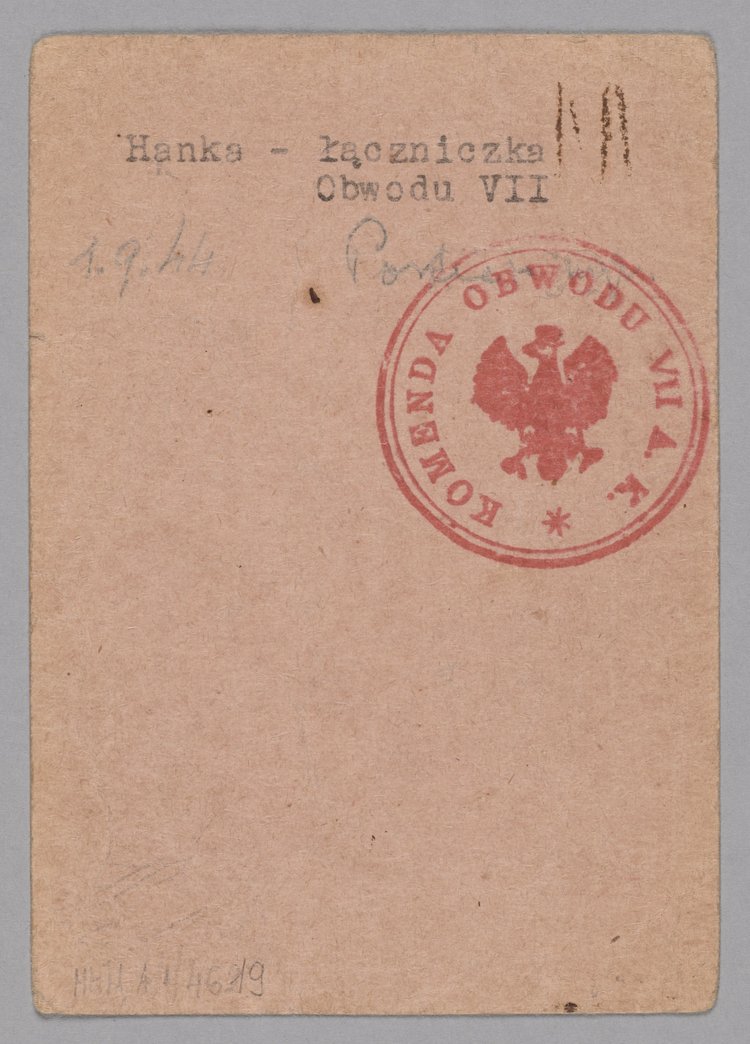 Hanka - łączniczka
Obwodu VII
1.9.44
KOMENDA OBWODU VII A.K. *